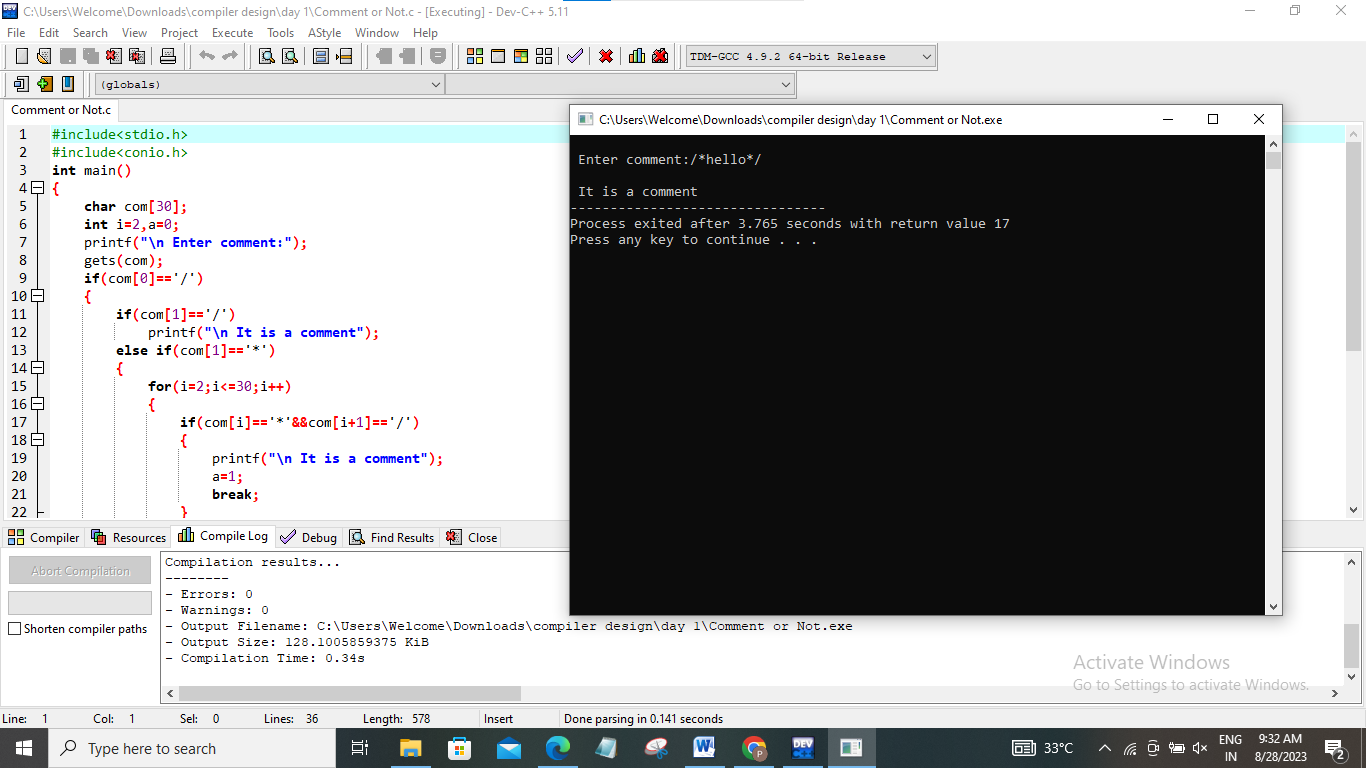 C:\Users\Welcome\Downloads\compiler design\day 1\Comment or Not.c - [Executing] - Dev-C++ 5.11
File Edit Search View Project Execute Tools AStyle Window Help
TDM-GCC 4.9.2 64-bit Release
(globals)
Comment or Not.c
1 #include<stdio.h>
2 #include<conio.h>
3 int main()
4 {
5 char com[30];
6 int i=2,a=0;
7 printf("\n Enter comment:");
8 gets(com);
9 if(com[0]=='/')
10 {
11 if(com[1]=='/')
12 printf("\n It is a comment");
13 else if(com[1]=='*')
14 {
15 for(i=2;i<=30;i++)
16 {
17 if(com[i]=='*'&&com[i+1]=='/')
18 {
19 printf("\n It is a comment");
20 a=1;
21 break;
22 }
C:\Users\Welcome\Downloads\compiler design\day 1\Comment or Not.exe
Enter comment:/*hello*/
It is a comment
--------------------------------
Process exited after 3.765 seconds with return value 17
Press any key to continue . . .
Compiler Resources Compile Log Debug Find Results Close
Abort Compilation
Shorten compiler paths
Compilation results...
--------
- Errors: 0
- Warnings: 0
- Output Filename: C:\Users\Welcome\Downloads\compiler design\day 1\Comment or Not.exe
- Output Size: 128.1005859375 KiB
- Compilation Time: 0.34s
Activate Windows
Go to Settings to activate Windows.
Line: 1 Col: 1 Sel: 0 Lines: 36 Length: 578 Insert Done parsing in 0.141 seconds
Type here to search
33°C
ENG
IN
9:32 AM
8/28/2023
2